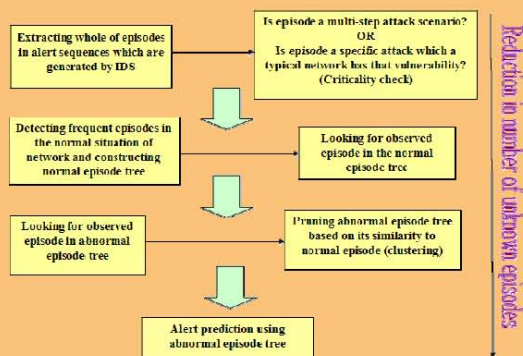 Extracting whole of episodes
in alert sequences which are
generated by IDS
Is episode a multi-step attack scenario?
OR
Is episode a specific attack which a
typical network has that vulnerability?
(Criticality check)
Detecting frequent episodes in
the normal situation of
network and constructing
normal episode tree
Looking for observed
episode in the normal
episode tree
Looking for observed
episode in abnormal
episode tree
Pruning abnormal episode tree
based on its similarity to
normal episode (clustering)
Alert prediction using
abnormal episode tree
Reduction in number of unknown episodes